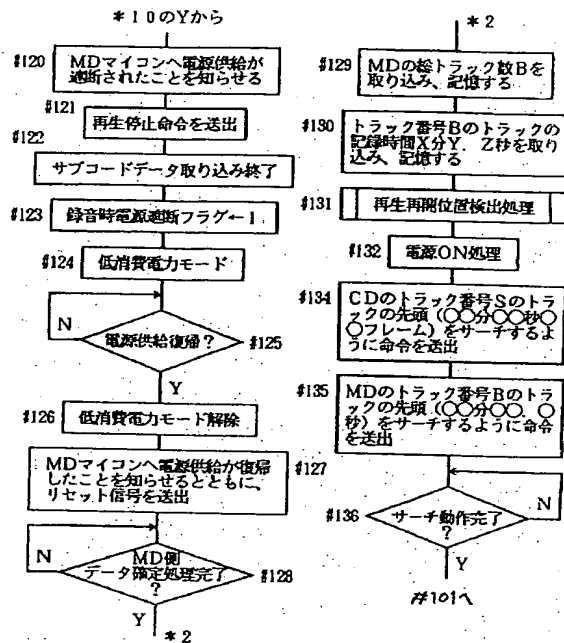 *10のYから
#120
MDマイコンへ電源供給が
遮断されたことを知らせる
#121
再生停止命令を送出
#122
サブコードデータ取り込み終了
#123
録音時電源遮断フラグ←1
#124
低消費電力モード
N
電源供給復帰?
#125
Y
#126
低消費電力モード解除
MDマイコンへ電源供給が復帰
したことを知らせるとともに、
リセット信号を送出
#127
N
MD側
データ確定処理完了
?
#128
Y
*2
*2
#129
MDの総トラック数Bを
取り込み、記憶する
#130
トラック番号Bのトラックの
記録時間X分Y.Z秒を取り
込み、記憶する
#131
再生再開位置検出処理
#132
電源ON処理
#134
CDのトラック番号Sのトラッ
クの先頭(○○分○○秒○
○フレーム)をサーチするよ
うに命令を送出
#135
MDのトラック番号Bのトラ
ックの先頭(○○分○○.○
秒)をサーチするように命令
を送出
N
#136
サーチ動作完了
?
Y
#101へ